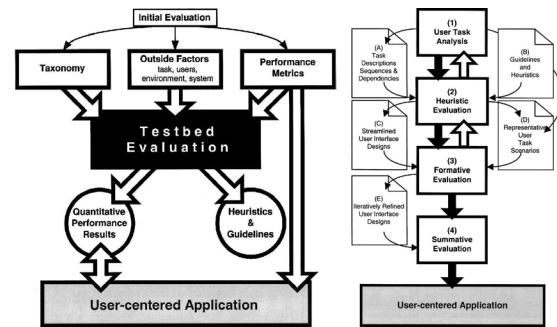 Initial Evaluation
Taxonomy
Outside Factors
task, users,
environment, system
Performance
Metrics
Testbed
Evaluation
Quantitative
Performance
Results
Heuristics
&
Guidelines
User-centered Application
(1)
User Task
Analysis
(A)
Task
Descriptions
Sequences &
Dependencies
(B)
Guidelines
and
Heuristics
(2)
Heuristic
Evaluation
(C)
Streamlined
User Interface
Designs
(D)
Representative
User
Task
Scenarios
(3)
Formative
Evaluation
(E)
Iteratively Refined
User Interface
Designs
(4)
Summative
Evaluation
User-centered Application